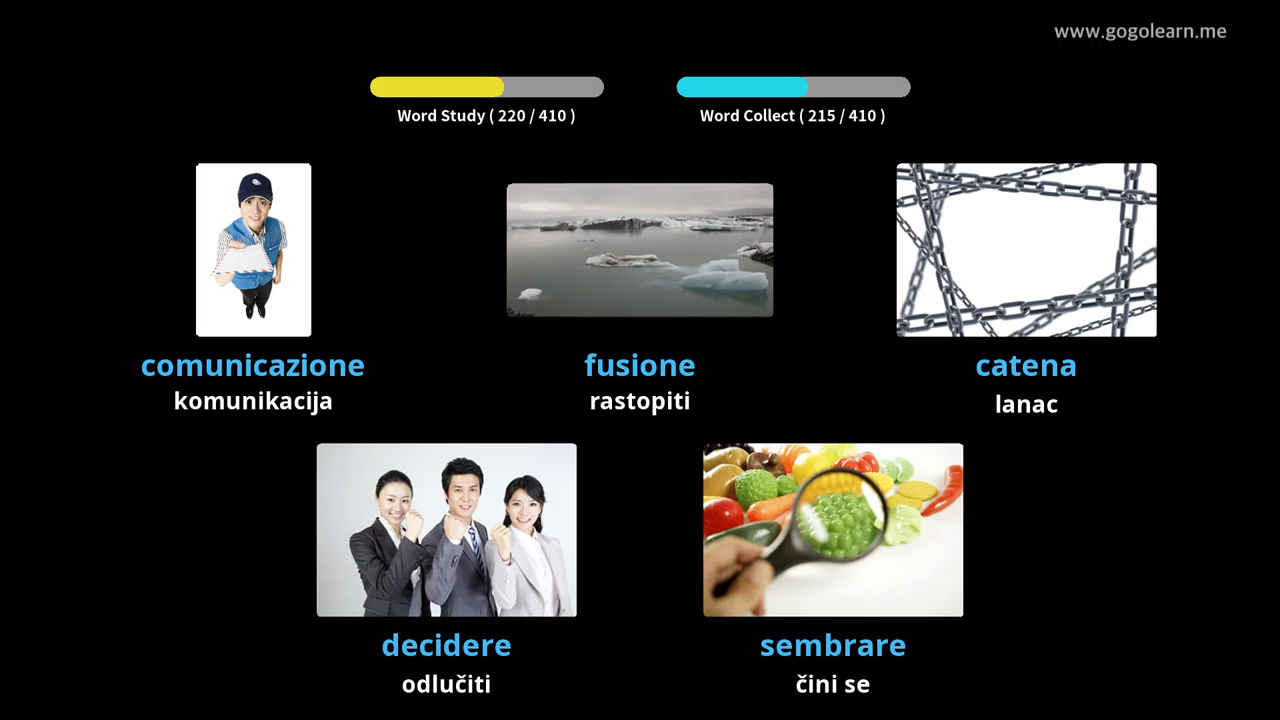 www.gogolearn.me
Word Study ( 220 / 410 )
Word Collect ( 215 / 410 )
comunicazione
komunikacija
fusione
rastopiti
catena
lanac
decidere
odlučiti
sembrare
čini se